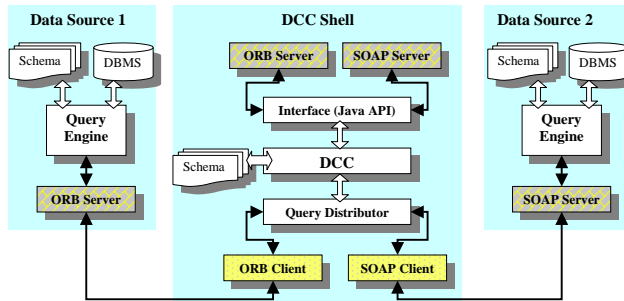 Data Source 1
Schema
DBMS
Query
Engine
ORB Server
DCC Shell
ORB Server
SOAP Server
Interface (Java API)
Schema
DCC
Query Distributor
ORB Client
SOAP Client
Data Source 2
Schema
DBMS
Query
Engine
SOAP Server